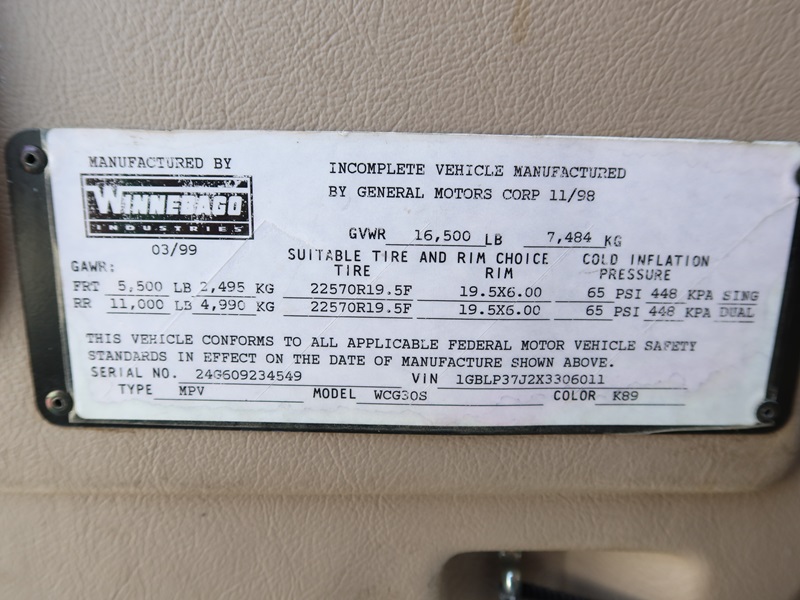 MANUFACTURED BY
WINNEBAGO
INDUSTRIES
03/99
INCOMPLETE VEHICLE MANUFACTURED
BY GENERAL MOTORS CORP 11/98
GVWR 16,500 LB 7,484 KG
SUITABLE TIRE AND RIM CHOICE COLD INFLATION
GAWR: TIRE RIM PRESSURE
FRT 5,500 LB 2,495 KG 22570R19.5F 19.5X6.00 65 PSI 448 KPA SING
RR 11,000 LB 4,990 KG 22570R19.5F 19.5X6.00 65 PSI 448 KPA DUAL
THIS VEHICLE CONFORMS TO ALL APPLICABLE FEDERAL MOTOR VEHICLE SAFETY
STANDARDS IN EFFECT ON THE DATE OF MANUFACTURE SHOWN ABOVE.
SERIAL NO. 24G609234549 VIN 1GBLP37J2X3306011
TYPE MPV MODEL WCG30S COLOR K89